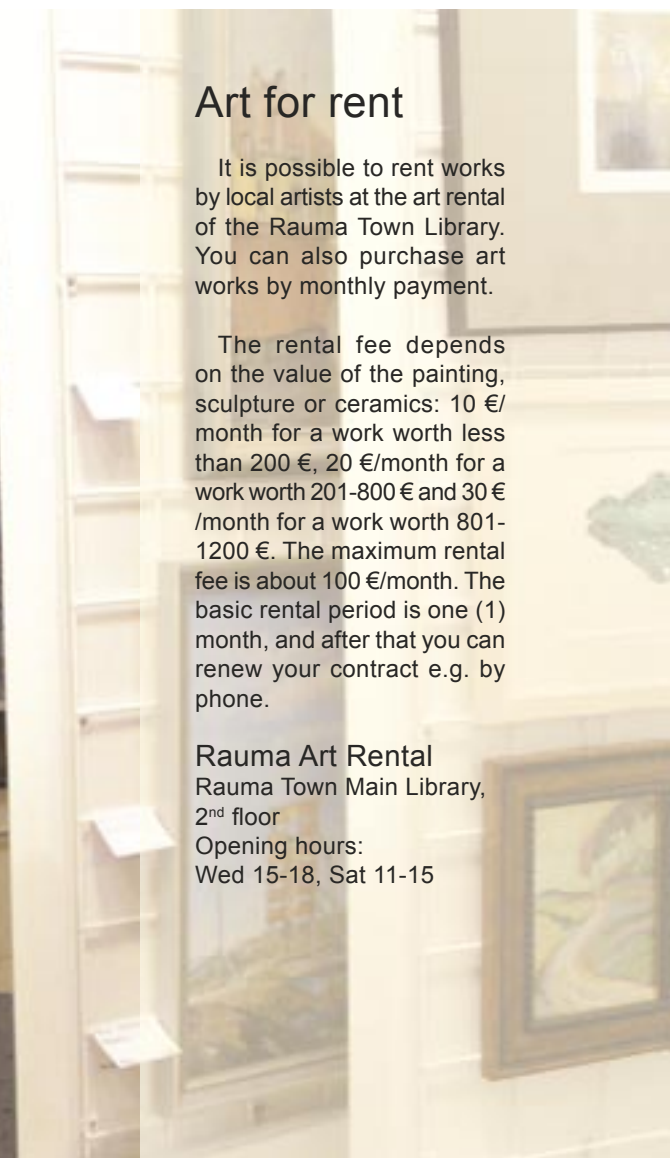 Art for rent
It is possible to rent works
by local artists at the art rental
of the Rauma Town Library.
You can also purchase art
works by monthly payment.
The rental fee depends
on the value of the painting,
sculpture or ceramics: 10 €/
month for a work worth less
than 200 €, 20 €/month for a
work worth 201-800 € and 30 €
/month for a work worth 801-
1200 €. The maximum rental
fee is about 100 €/month. The
basic rental period is one (1)
month, and after that you can
renew your contract e.g. by
phone.
Rauma Art Rental
Rauma Town Main Library,
2nd floor
Opening hours:
Wed 15-18, Sat 11-15